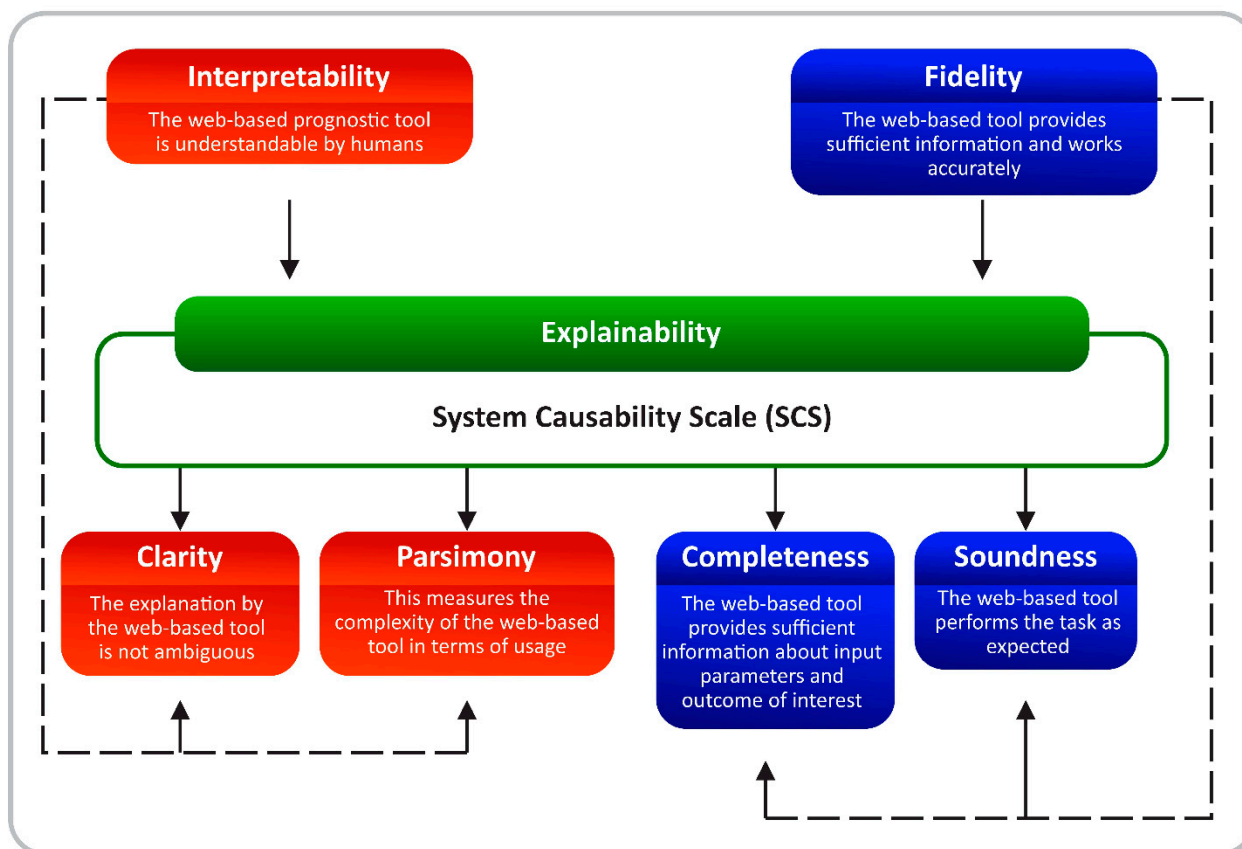 Interpretability
The web-based prognostic tool
is understandable by humans
Fidelity
The web-based tool provides
sufficient information and works
accurately
Explainability
System Causability Scale (SCS)
Clarity
The explanation by
the web-based tool
is not ambiguous
Parsimony
This measures the
complexity of the web-based
tool in terms of usage
Completeness
The web-based tool
provides sufficient
information about input
parameters and
outcome of interest
Soundness
The web-based tool
performs the task as
expected